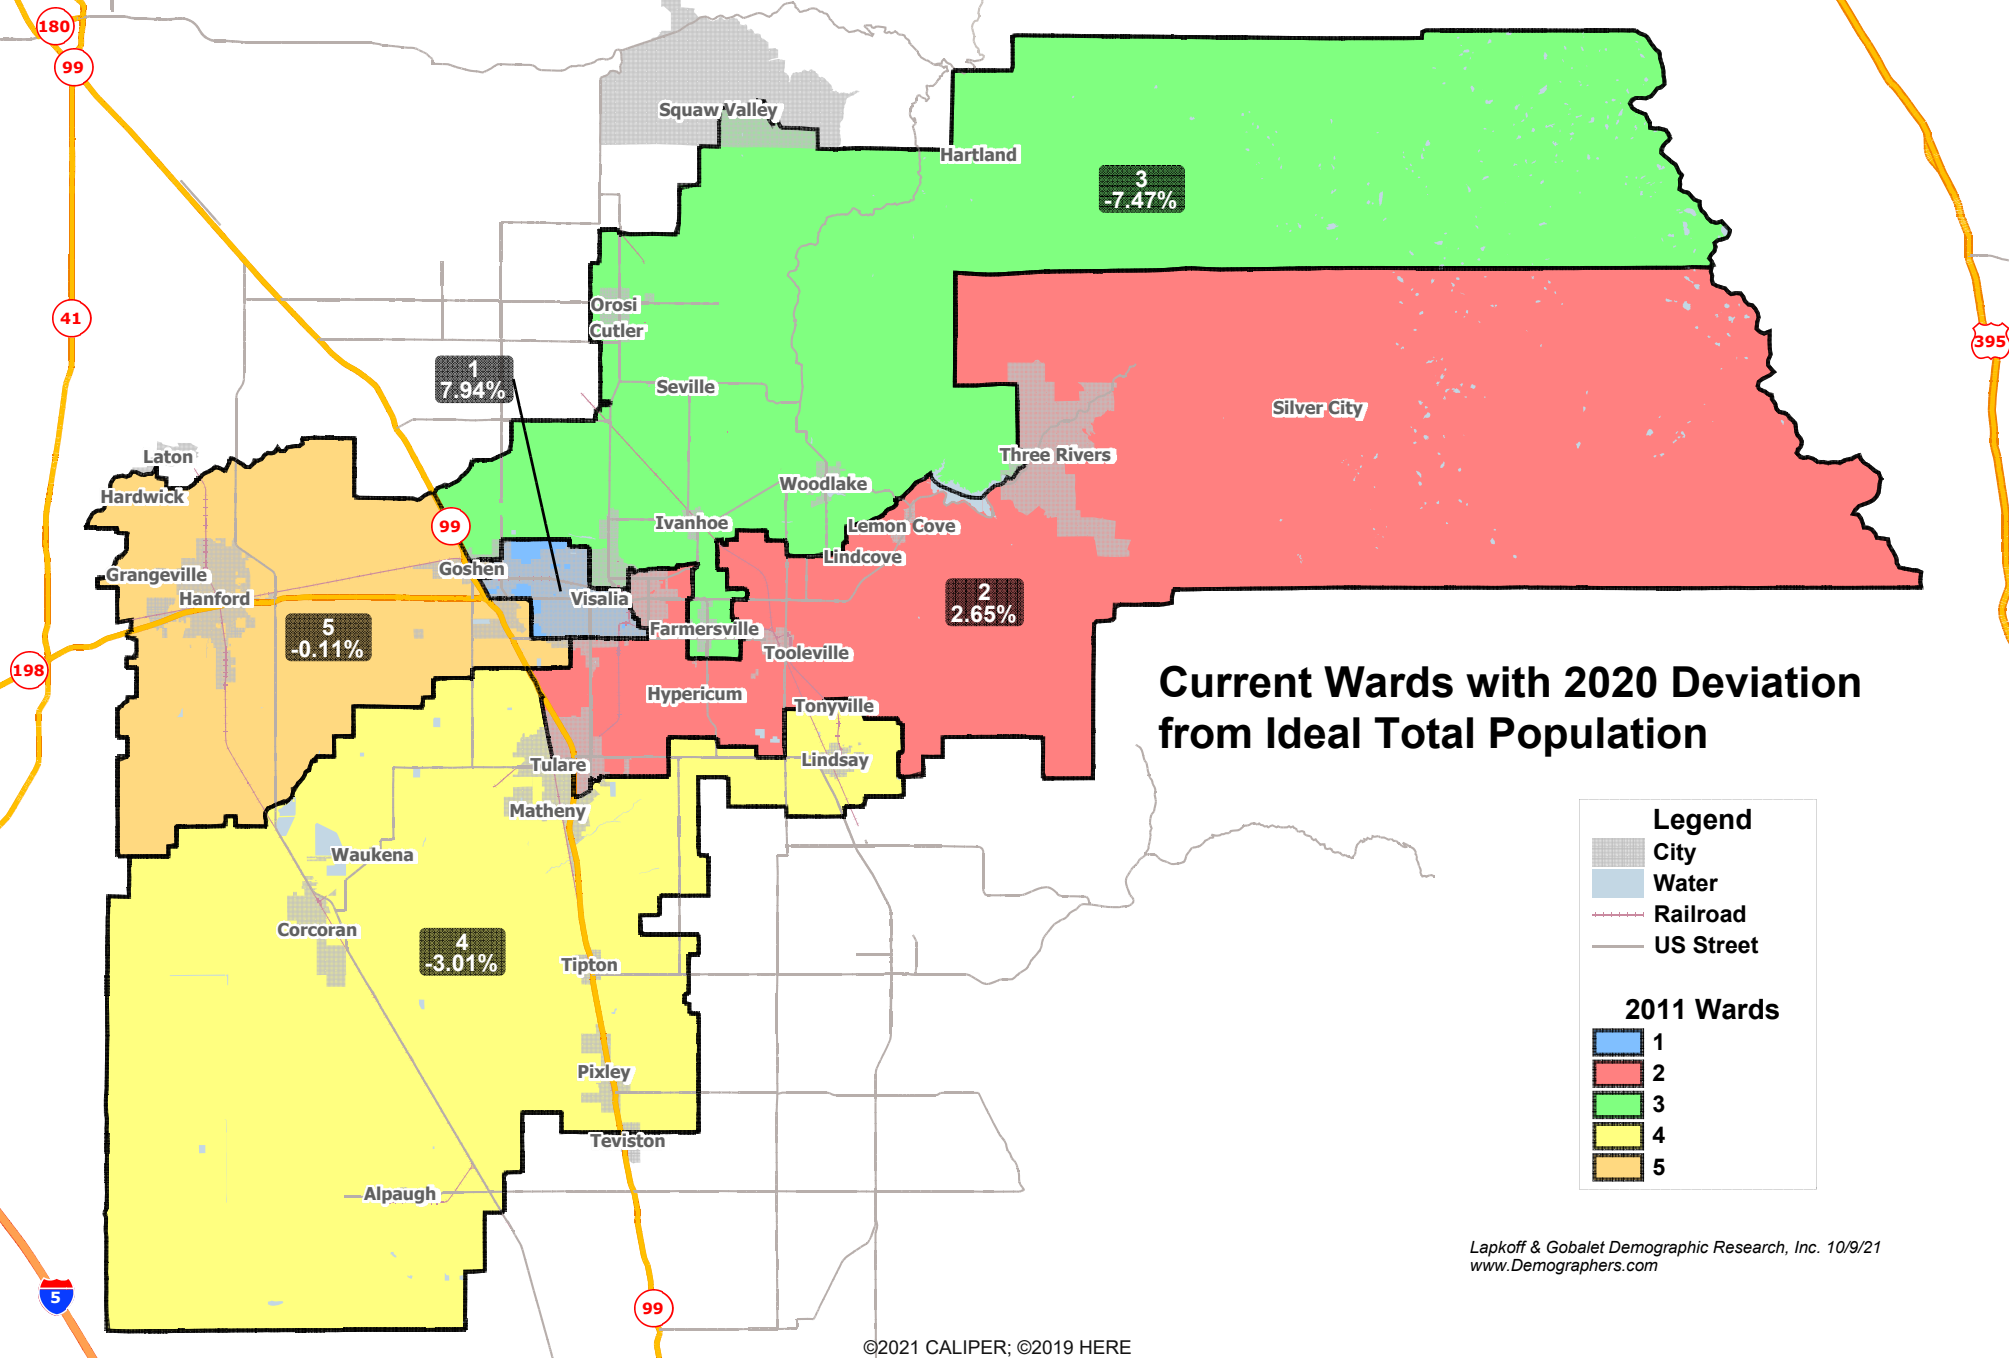 180
99
Squaw Valley
Hartland
3
-7.47%
41
Orosi
Cutler
395
1
7.94%
Seville
Silver City
Laton
Three Rivers
Hardwick
Woodlake
99
Ivanhoe
Lemon Cove
Lindcove
Goshen
Grangeville
Hanford
Visalia
2
2.65%
5
-0.11%
Farmersville
Tooleville
198
Hypericum
Tonyville
Current Wards with 2020 Deviation
from Ideal Total Population
Tulare
Lindsay
Matheny
Waukena
Corcoran
4
-3.01%
Tipton
Pixley
Teviston
Alpaugh
5
99
Legend
City
Water
Railroad
US Street
2011 Wards
1
2
3
4
5
Lapkoff & Gobalet Demographic Research, Inc. 10/9/21
www.Demographers.com
©2021 CALIPER; ©2019 HERE